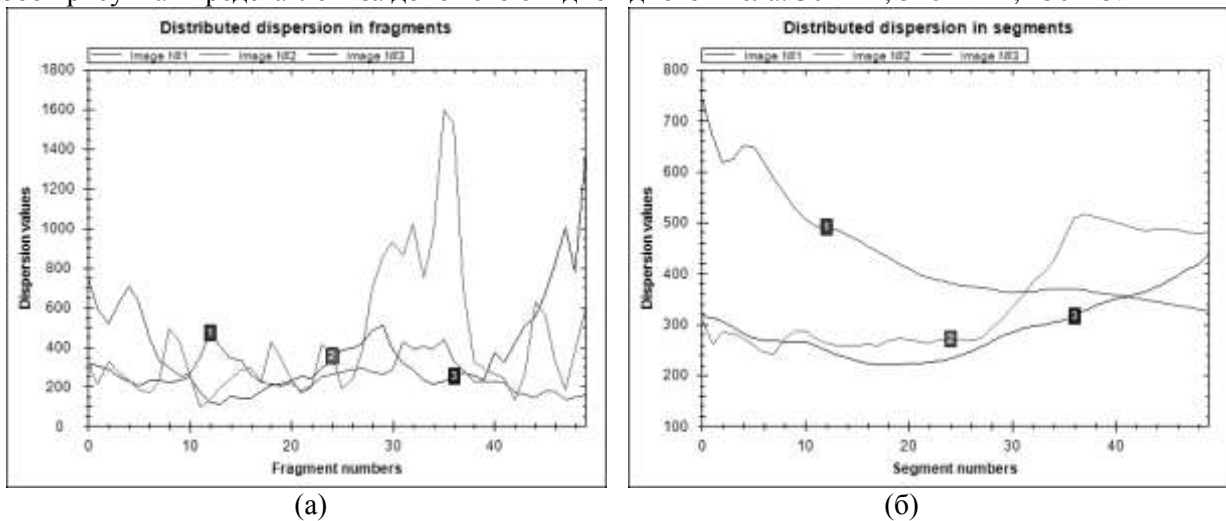 Distributed dispersion in fragments
Image №1 Image №2 Image №3
1800
1600
1400
1200
1000
800
600
400
200
0
Dispersion values
1
2
3
0 10 20 30 40
Fragment numbers
(а)
Distributed dispersion in segments
Image №1 Image №2 Image №3
800
700
600
500
400
300
200
100
Dispersion values
1
2
3
0 10 20 30 40
Segment numbers
(б)